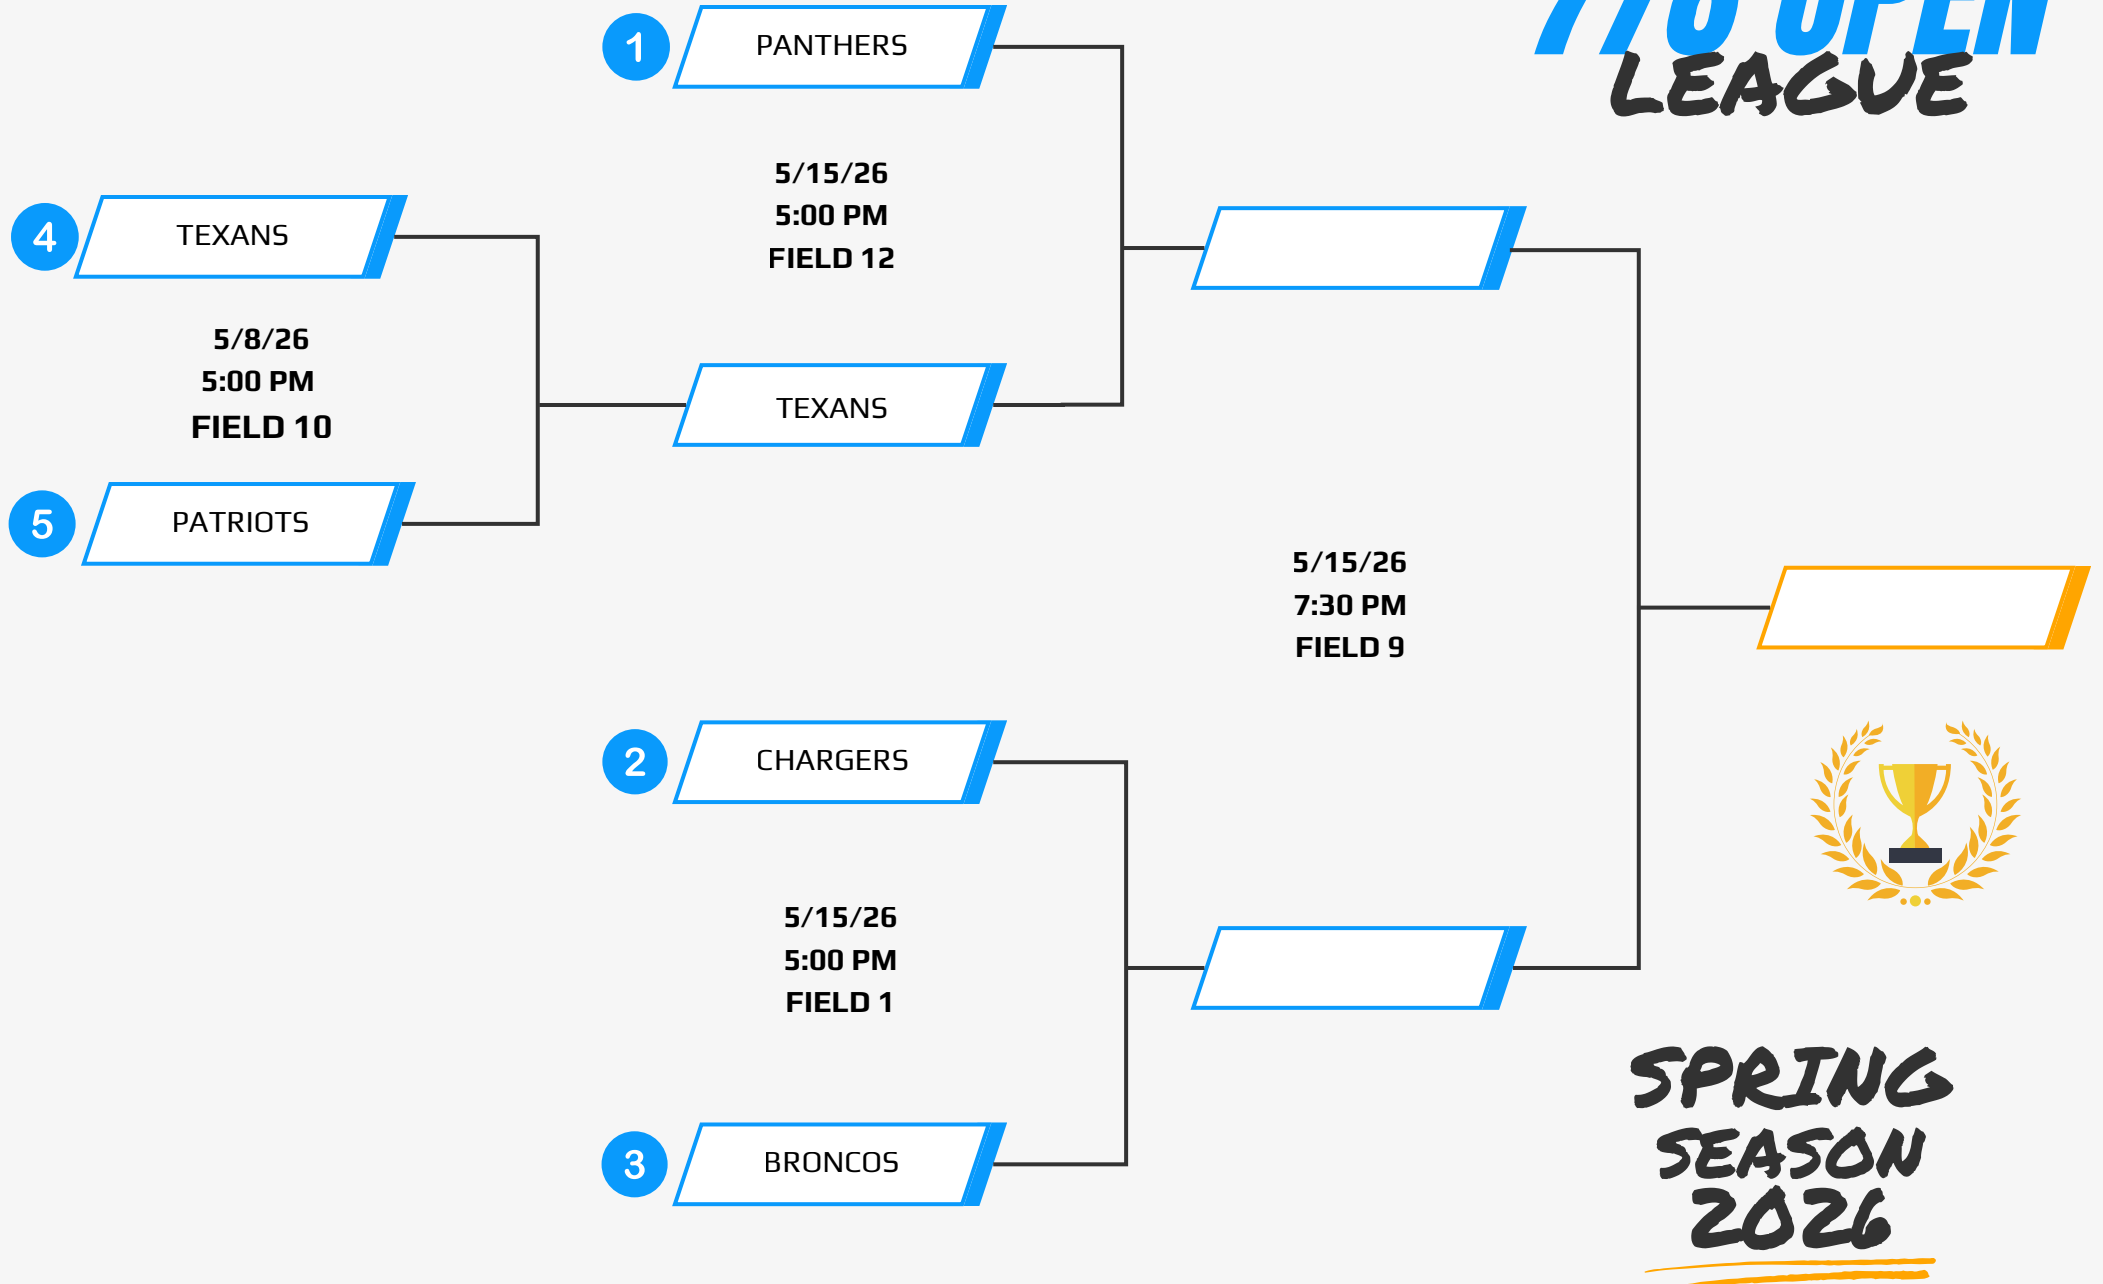 OPEN
LEAGUE
1
PANTHERS
5/15/26
5:00 PM
FIELD 12
4
TEXANS
5/8/26
5:00 PM
FIELD 10
TEXANS
5
PATRIOTS
5/15/26
7:30 PM
FIELD 9
2
CHARGERS
5/15/26
5:00 PM
FIELD 1
3
BRONCOS
SPRING
SEASON
2026